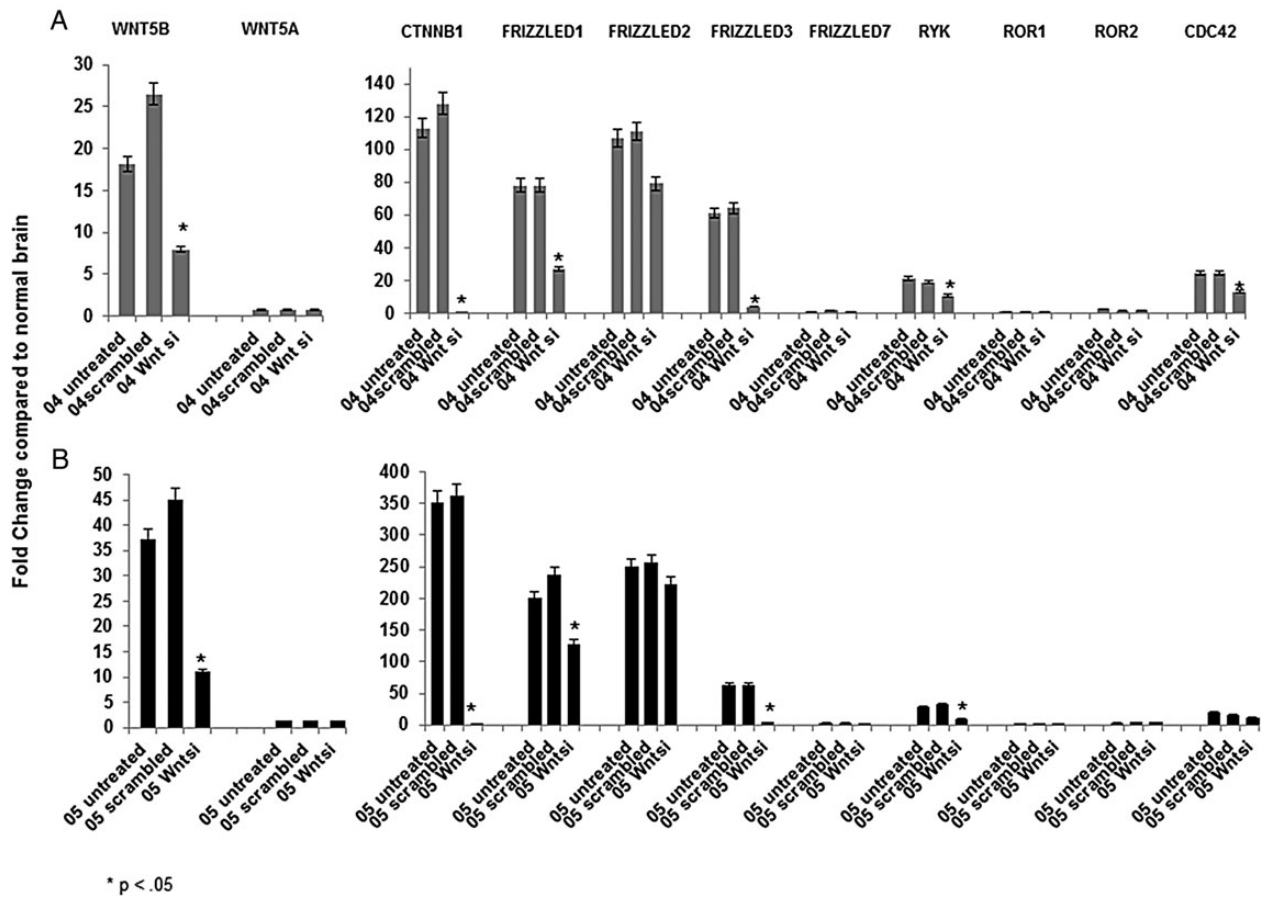 A
WNT5B WNT5A CTNNB1 FRIZZLED1 FRIZZLED2 FRIZZLED3 FRIZZLED7 RYK ROR1 ROR2 CDC42
Fold Change compared to normal brain
30
25
20
15
10
5
0
*
04 untreated
04scrambled
04 Wnt si
04 untreated
04scrambled
04 Wnt si
140
120
100
80
60
40
20
0
* * * * *
04 untreated
04scrambled
04 Wnt si
04 untreated
04scrambled
04 Wnt si
04 untreated
04scrambled
04 Wnt si
04 untreated
04scrambled
04 Wnt si
04 untreated
04scrambled
04 Wnt si
04 untreated
04scrambled
04 Wnt si
04 untreated
04scrambled
04 Wnt si
04 untreated
04scrambled
04 Wnt si
04 untreated
04scrambled
04 Wnt si
B
50
45
40
35
30
25
20
15
10
5
0
*
05 untreated
05 scrambled
05 Wntsi
05 untreated
05 scrambled
05 Wntsi
400
350
300
250
200
150
100
50
0
* * * *
05 untreated
05 scrambled
05 Wntsi
05 untreated
05 scrambled
05 Wntsi
05 untreated
05 scrambled
05 Wntsi
05 untreated
05 scrambled
05 Wntsi
05 untreated
05 scrambled
05 Wntsi
05 untreated
05 scrambled
05 Wntsi
05 untreated
05 scrambled
05 Wntsi
05 untreated
05 scrambled
05 Wntsi
05 untreated
05 scrambled
05 Wntsi
* p < .05